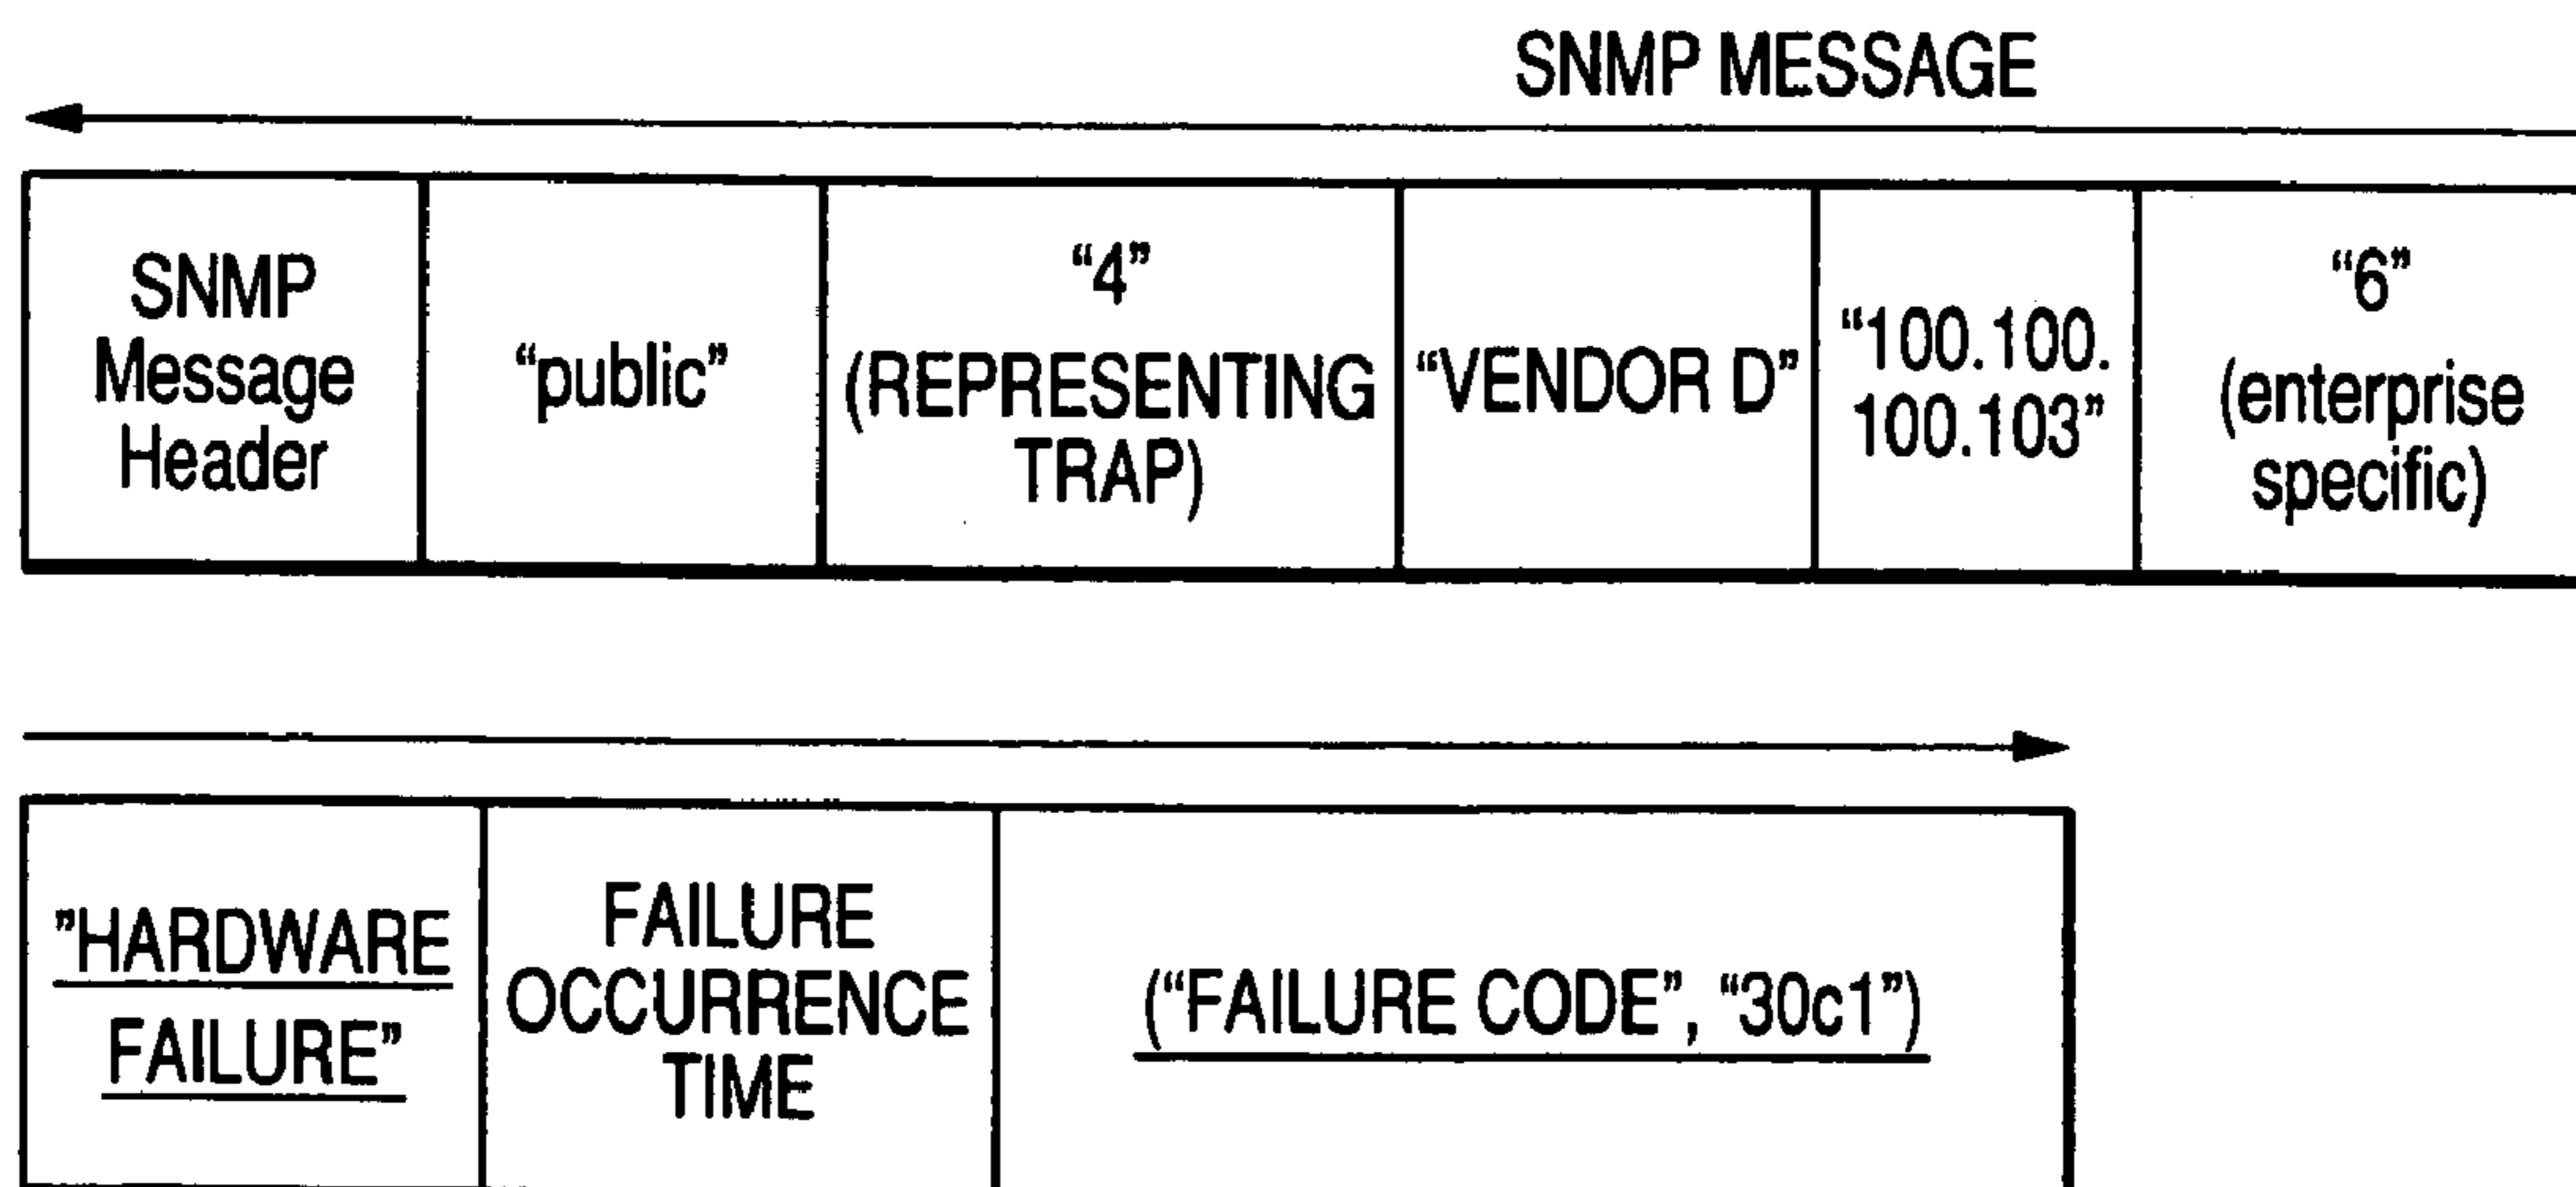 SNMP MESSAGE
SNMP
Message
Header
“public”
“4”
(REPRESENTING
TRAP)
“VENDOR D”
“100.100.
100.103”
“6”
(enterprise
specific)
”HARDWARE
FAILURE”
FAILURE
OCCURRENCE
TIME
(“FAILURE CODE”, “30c1”)